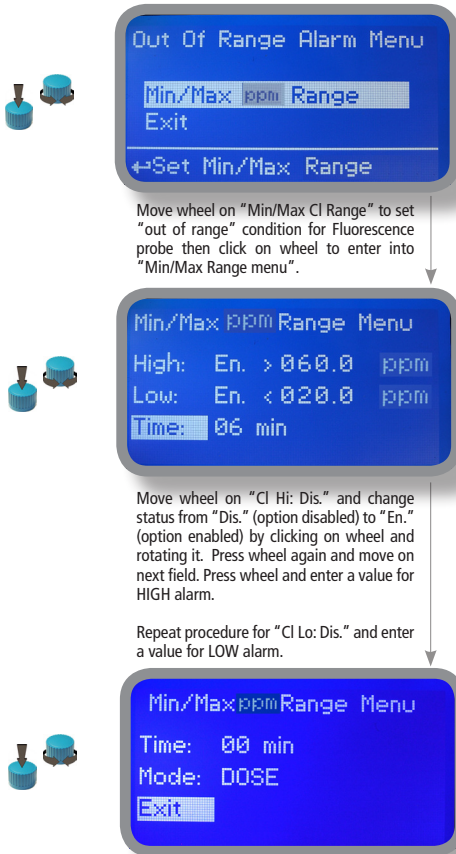 Out Of Range Alarm Menu
Min/Max ppm Range
Exit
↵Set Min/Max Range
Move wheel on “Min/Max Cl Range” to set
“out of range” condition for Fluorescence
probe then click on wheel to enter into
“Min/Max Range menu”.
Min/Max ppm Range Menu
High: En. >060.0 ppm
Low: En. <020.0 ppm
Time: 06 min
Move wheel on “Cl Hi: Dis.” and change
status from “Dis.” (option disabled) to “En.”
(option enabled) by clicking on wheel and
rotating it. Press wheel again and move on
next field. Press wheel and enter a value for
HIGH alarm.
Repeat procedure for “Cl Lo: Dis.” and enter
a value for LOW alarm.
Min/Max ppm Range Menu
Time: 00 min
Mode: DOSE
Exit